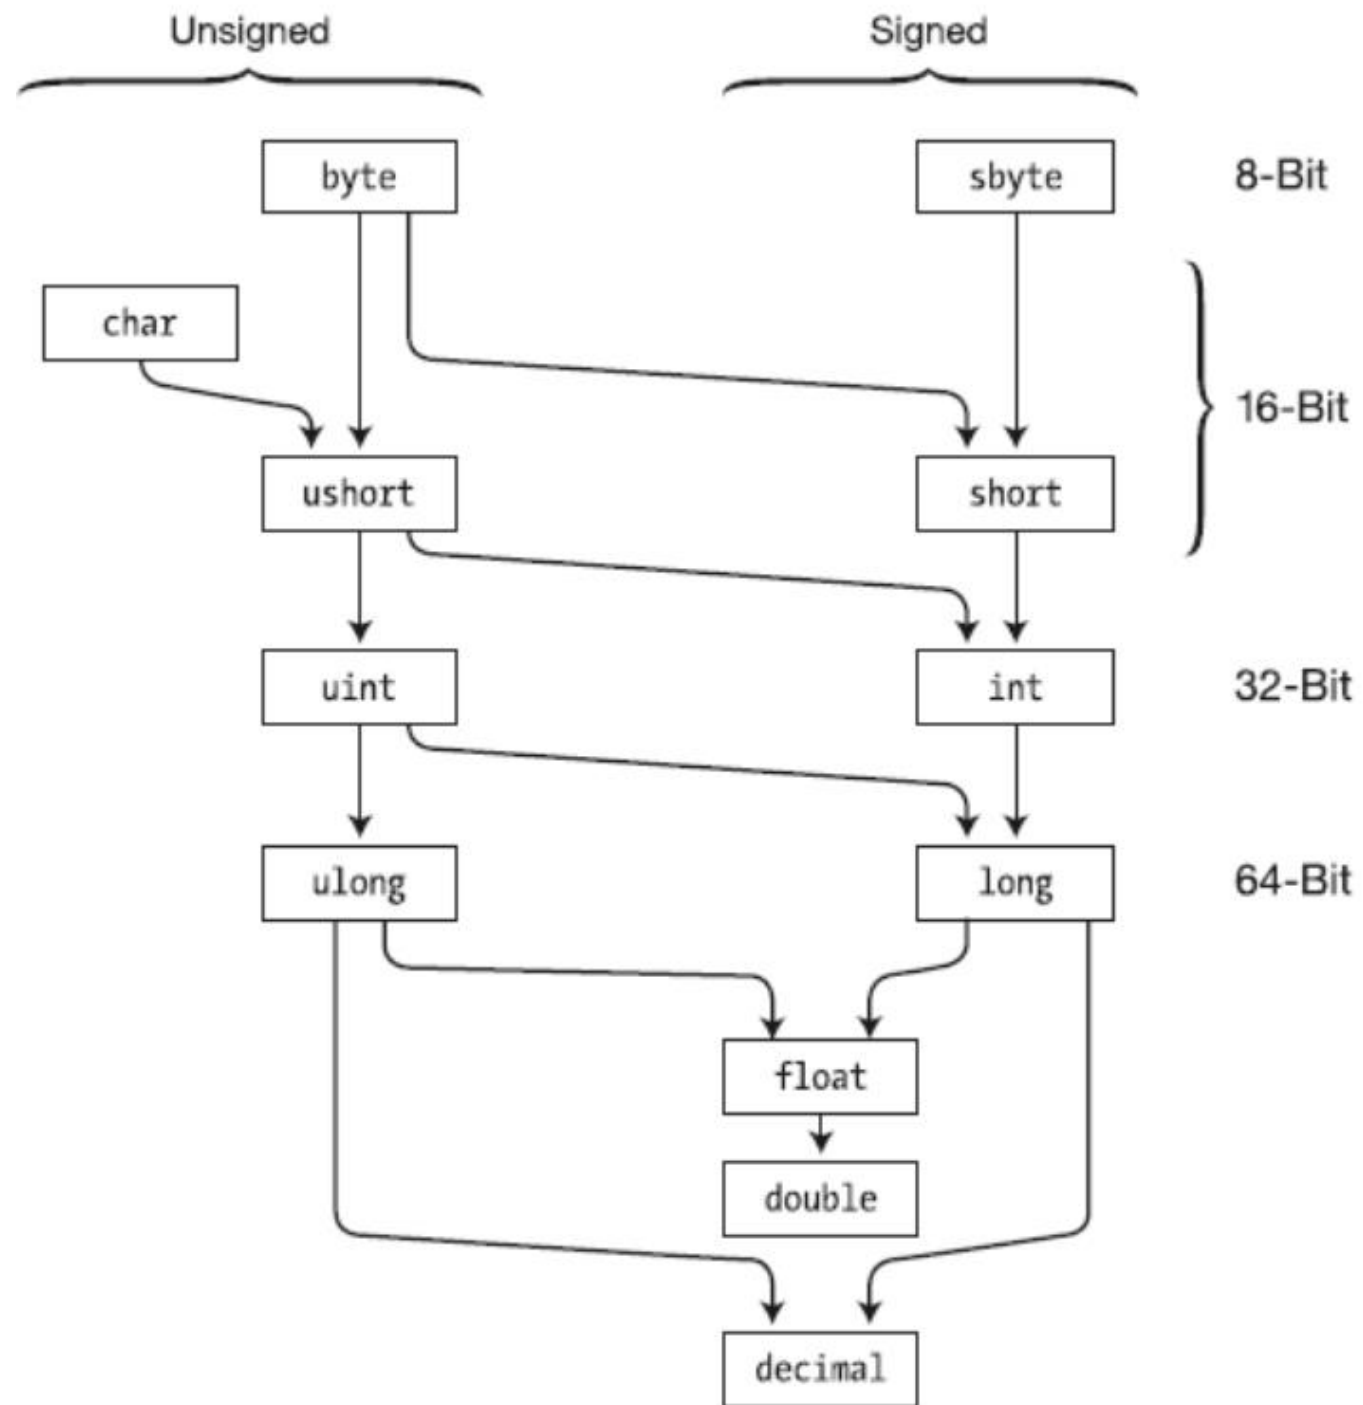 Unsigned
Signed
byte
sbyte
8-Bit
char
16-Bit
ushort
short
uint
int
32-Bit
ulong
long
64-Bit
float
double
decimal